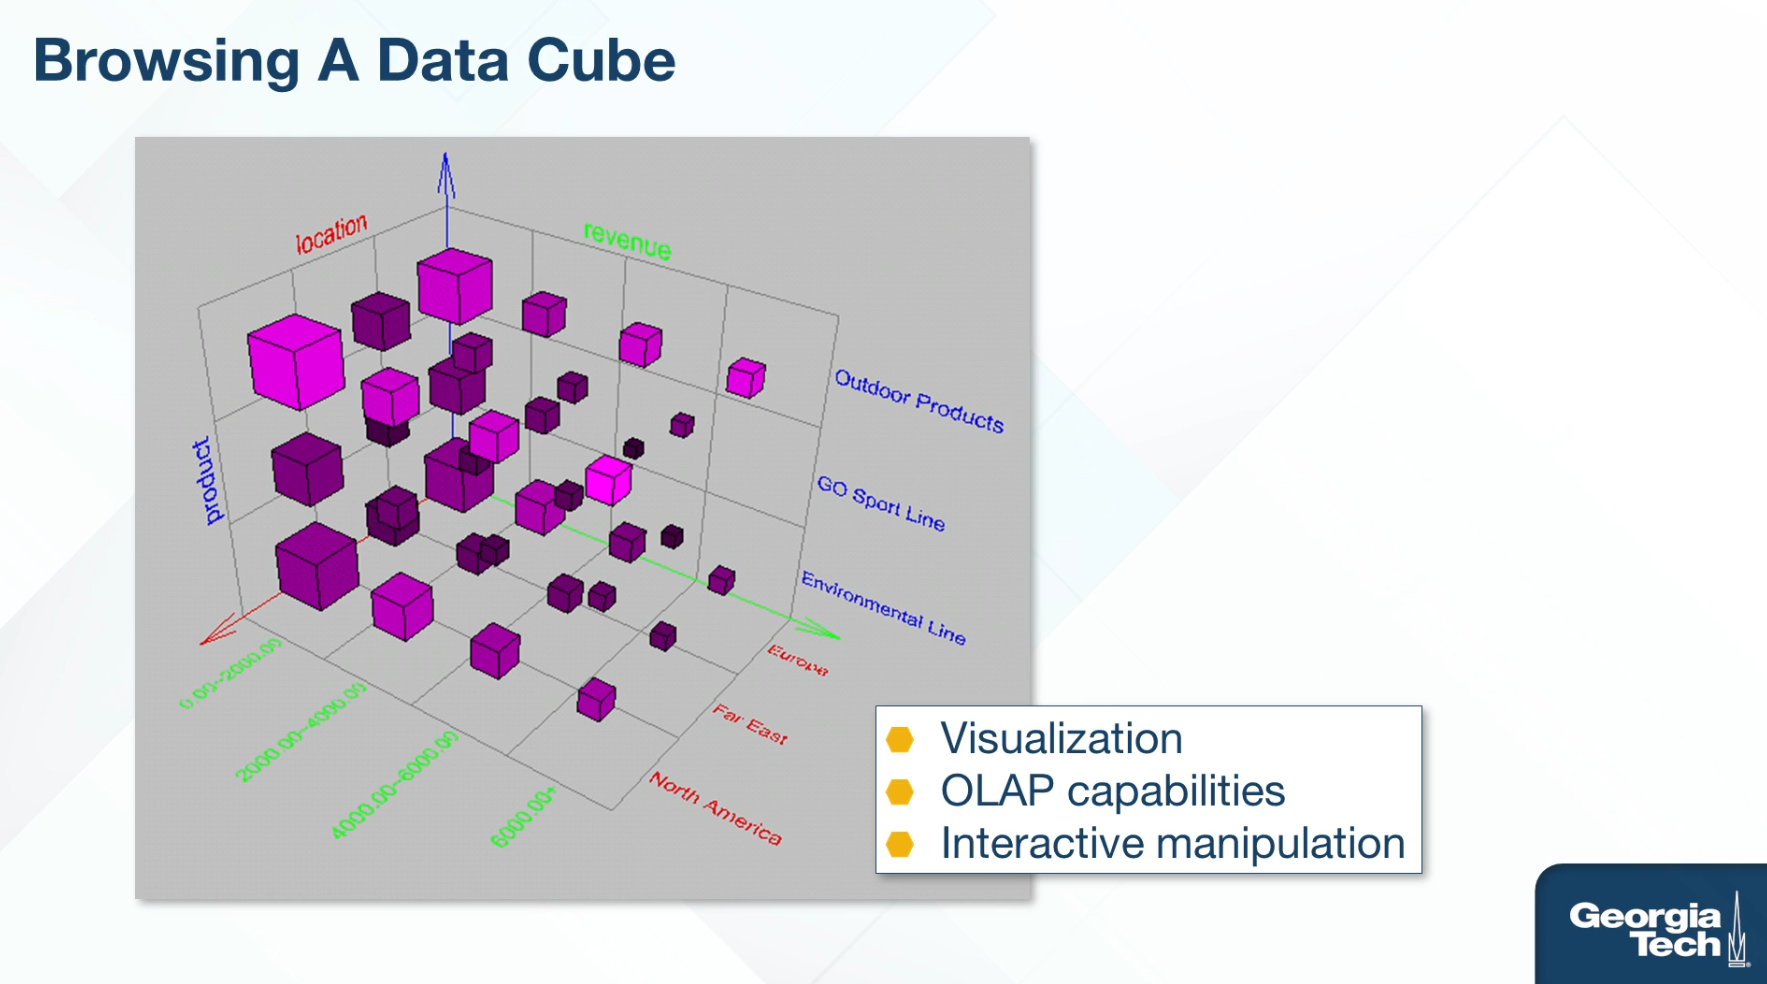 Browsing A Data Cube
location
revenue
product
Outdoor Products
GO Sport Line
Environmental Line
Europe
Far East
North America
0.00--2000.00
2000.00--4000.00
4000.00--6000.00
6000.00+
Visualization
OLAP capabilities
Interactive manipulation
Georgia
Tech